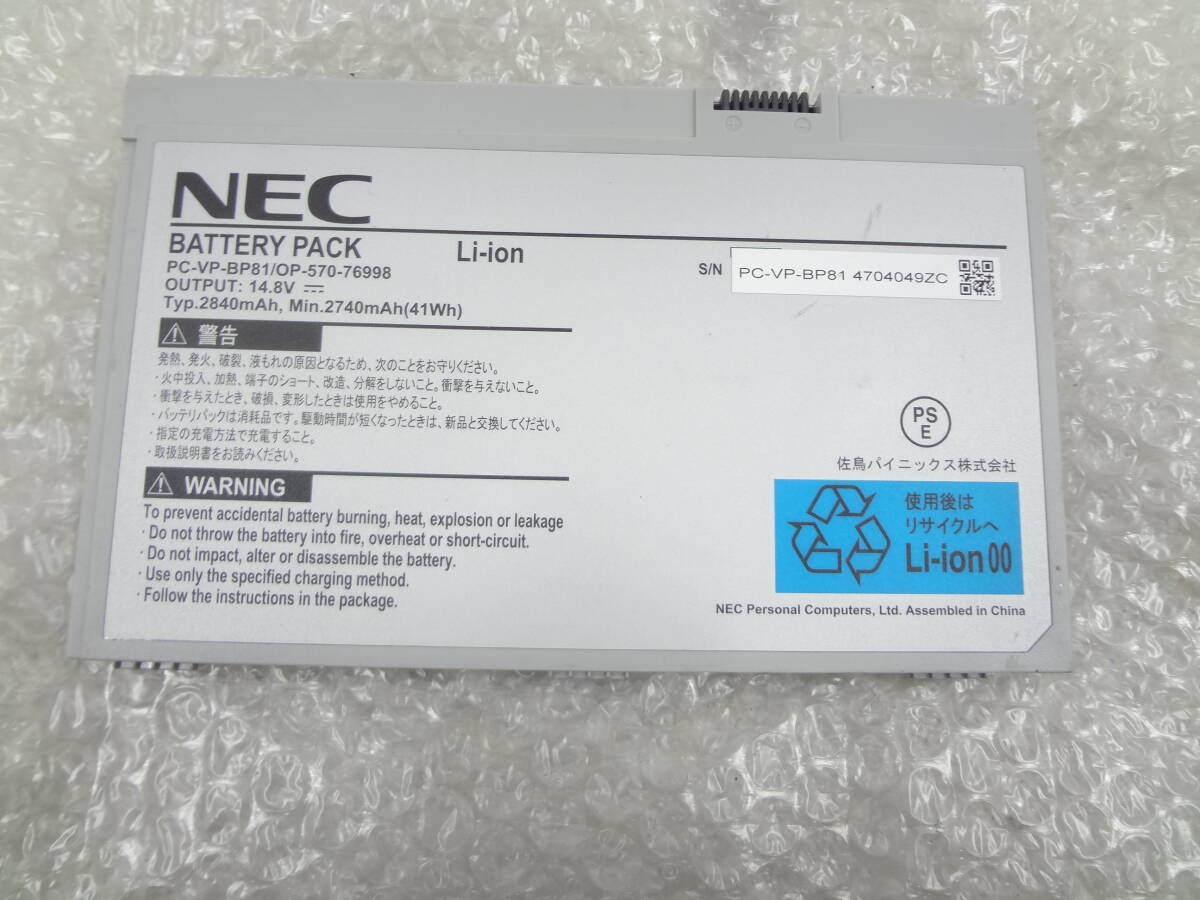 NEC
BATTERY PACK Li-ion
PC-VP-BP81/OP-570-76998
OUTPUT: 14.8V ⎓
Typ.2840mAh, Min.2740mAh(41Wh)
S/N PC-VP-BP81 4704049ZC
⚠ 警告
発熱、発火、破裂、液もれの原因となるため、次のことをお守りください。
・火中投入、加熱、端子のショート、改造、分解をしないこと。衝撃を与えないこと。
・衝撃を与えたとき、破損、変形したときは使用をやめること。
・バッテリパックは消耗品です。駆動時間が短くなったときは、新品と交換してください。
・指定の充電方法で充電すること。
・取扱説明書をお読みください。
⚠ WARNING
To prevent accidental battery burning, heat, explosion or leakage
・Do not throw the battery into fire, overheat or short-circuit.
・Do not impact, alter or disassemble the battery.
・Use only the specified charging method.
・Follow the instructions in the package.
PS
E
佐鳥パイニックス株式会社
使用後は
リサイクルへ
Li-ion 00
NEC Personal Computers, Ltd. Assembled in China